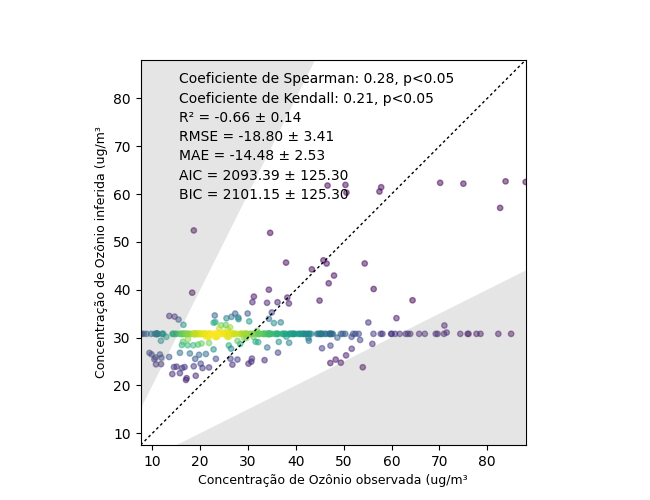 Coeficiente de Spearman: 0.28, p<0.05
Coeficiente de Kendall: 0.21, p<0.05
R² = -0.66 ± 0.14
RMSE = -18.80 ± 3.41
MAE = -14.48 ± 2.53
AIC = 2093.39 ± 125.30
BIC = 2101.15 ± 125.30
80
70
60
50
40
30
20
10
Concentração de Ozônio inferida (ug/m³
10 20 30 40 50 60 70 80
Concentração de Ozônio observada (ug/m³